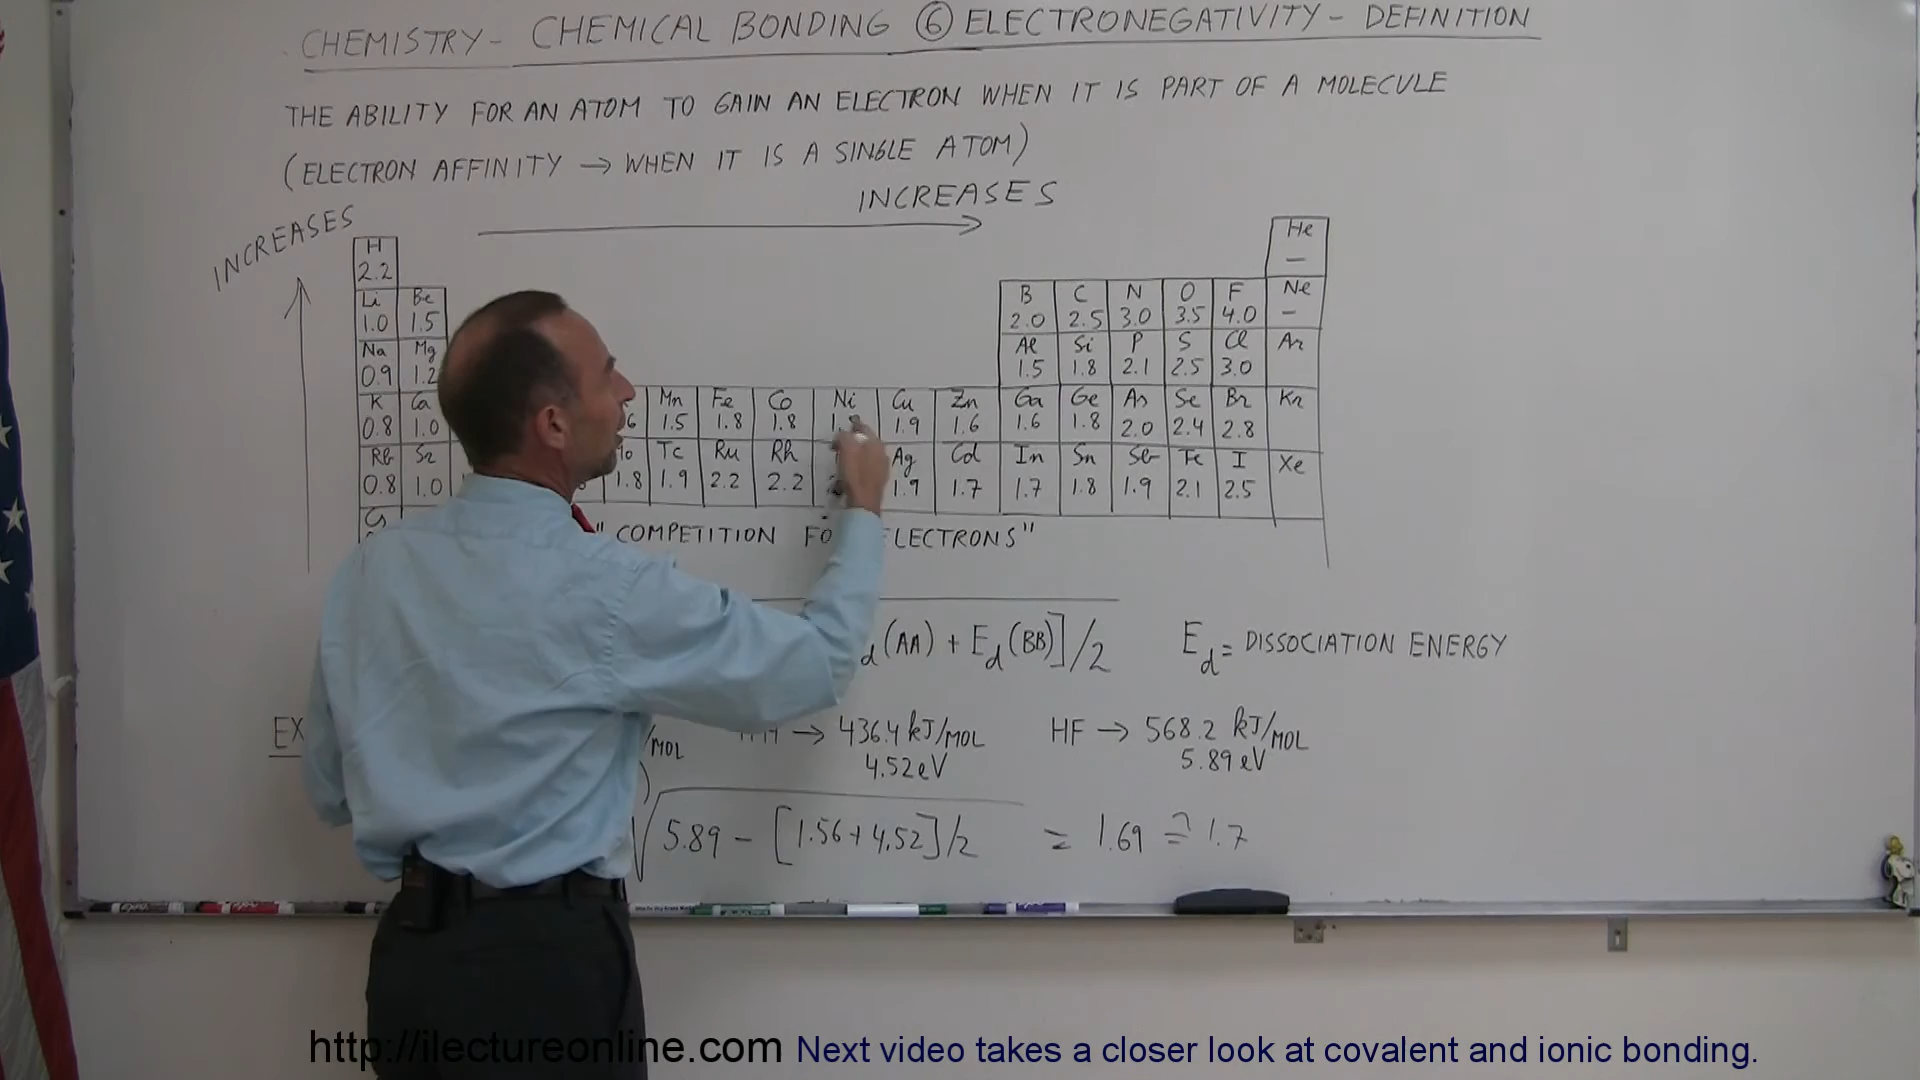 CHEMISTRY - CHEMICAL BONDING ⑥ ELECTRONEGATIVITY - DEFINITION
THE ABILITY FOR AN ATOM TO GAIN AN ELECTRON WHEN IT IS PART OF A MOLECULE
(ELECTRON AFFINITY → WHEN IT IS A SINGLE ATOM)
INCREASES
INCREASES
H He
2.2 —
Li Be B C N O F Ne
1.0 1.5 2.0 2.5 3.0 3.5 4.0 —
Na Mg Al Si P S Cl Ar
0.9 1.2 1.5 1.8 2.1 2.5 3.0
K Ca Mn Fe Co Ni Cu Zn Ga Ge As Se Br Kr
0.8 1.0 1.5 1.8 1.8 1.9 1.6 1.6 1.8 2.0 2.4 2.8
Rb Sr Tc Ru Rh Ag Cd In Sn Sb Te I Xe
0.8 1.0 1.8 1.9 2.2 2.2 1.9 1.7 1.7 1.8 1.9 2.1 2.5
Cs
"COMPETITION ELECTRONS"
d(AA) + Ed(BB)]/2 Ed = DISSOCIATION ENERGY
EX /MOL → 436.4 kJ/MOL HF → 568.2 kJ/MOL
4.52 eV 5.89 eV
√5.89 - [1.56 + 4.52]/2 = 1.69 ≈ 1.7
http://ilectureonline.com Next video takes a closer look at covalent and ionic bonding.